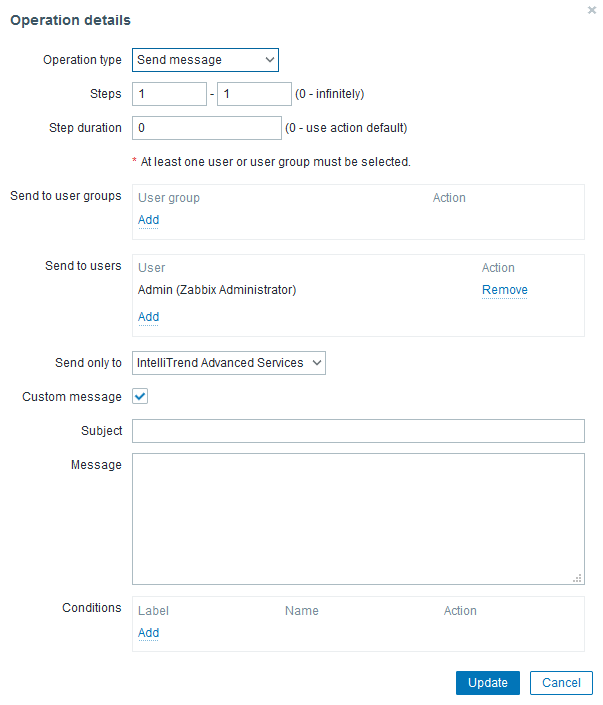 Operation details
Operation type Send message
Steps 1 - 1 (0 - infinitely)
Step duration 0 (0 - use action default)
* At least one user or user group must be selected.
Send to user groups User group Action
Add
Send to users User Action
Admin (Zabbix Administrator) Remove
Add
Send only to IntelliTrend Advanced Services
Custom message
Subject
Message
Conditions Label Name Action
Add
Update Cancel